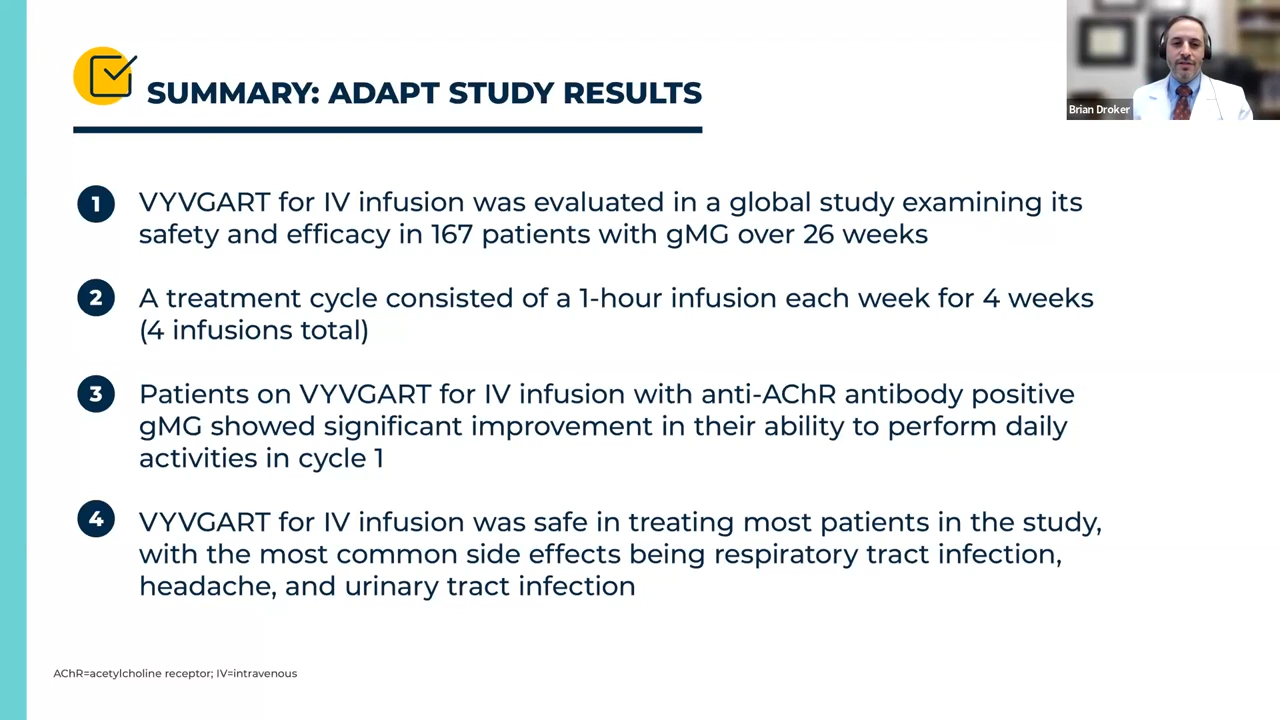 SUMMARY: ADAPT STUDY RESULTS
Brian Droker
1 VYVGART for IV infusion was evaluated in a global study examining its
safety and efficacy in 167 patients with gMG over 26 weeks
2 A treatment cycle consisted of a 1-hour infusion each week for 4 weeks
(4 infusions total)
3 Patients on VYVGART for IV infusion with anti-AChR antibody positive
gMG showed significant improvement in their ability to perform daily
activities in cycle 1
4 VYVGART for IV infusion was safe in treating most patients in the study,
with the most common side effects being respiratory tract infection,
headache, and urinary tract infection
AChR=acetylcholine receptor; IV=intravenous